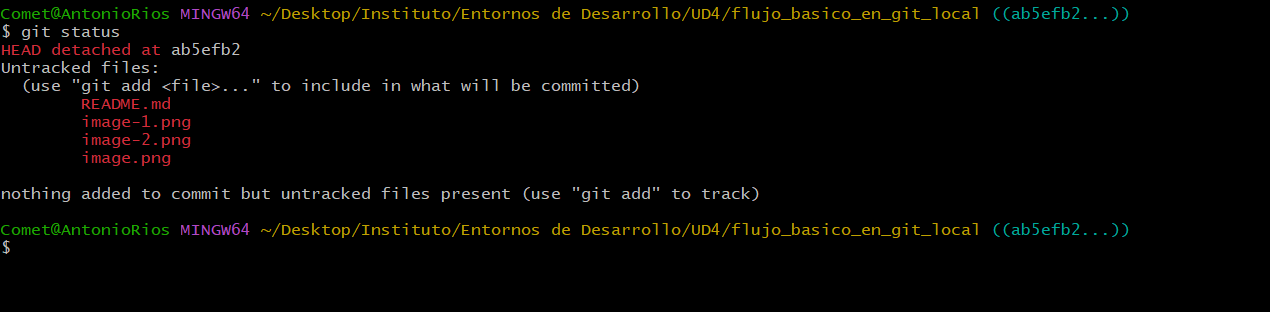 Comet@AntonioRios MINGW64 ~/Desktop/Instituto/Entornos de Desarrollo/UD4/flujo_basico_en_git_local ((ab5efb2...))
$ git status
HEAD detached at ab5efb2
Untracked files:
  (use "git add <file>..." to include in what will be committed)
        README.md
        image-1.png
        image-2.png
        image.png

nothing added to commit but untracked files present (use "git add" to track)

Comet@AntonioRios MINGW64 ~/Desktop/Instituto/Entornos de Desarrollo/UD4/flujo_basico_en_git_local ((ab5efb2...))
$